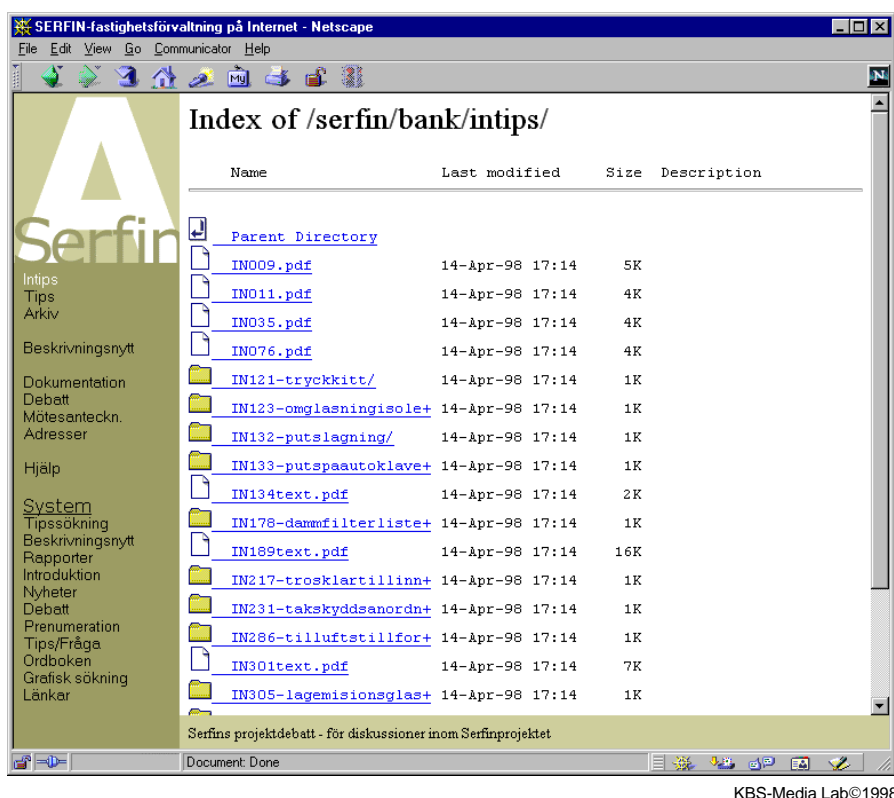 SERFIN-fastighetsförvaltning på Internet - Netscape
File Edit View Go Communicator Help
My
N
A
Serfin
Intips
Tips
Arkiv
Beskrivningsnytt
Dokumentation
Debatt
Mötesanteckn.
Adresser
Hjälp
System
Tipssökning
Beskrivningsnytt
Rapporter
Introduktion
Nyheter
Debatt
Prenumeration
Tips/Fråga
Ordboken
Grafisk sökning
Länkar
Index of /serfin/bank/intips/
Name Last modified Size Description
Parent Directory
IN009.pdf 14-Apr-98 17:14 5K
IN011.pdf 14-Apr-98 17:14 4K
IN035.pdf 14-Apr-98 17:14 4K
IN076.pdf 14-Apr-98 17:14 4K
IN121-tryckkitt/ 14-Apr-98 17:14 1K
IN123-omglasningisole+ 14-Apr-98 17:14 1K
IN132-putslagning/ 14-Apr-98 17:14 1K
IN133-putspaautoklave+ 14-Apr-98 17:14 1K
IN134text.pdf 14-Apr-98 17:14 2K
IN178-dammfilterliste+ 14-Apr-98 17:14 1K
IN189text.pdf 14-Apr-98 17:14 16K
IN217-trosklartillinn+ 14-Apr-98 17:14 1K
IN231-takskyddsanordn+ 14-Apr-98 17:14 1K
IN286-tilluftstillfor+ 14-Apr-98 17:14 1K
IN301text.pdf 14-Apr-98 17:14 7K
IN305-lagemisionsglas+ 14-Apr-98 17:14 1K
Serfins projektdebatt - för diskussioner inom Serfinprojektet
Document: Done
KBS-Media Lab©1998